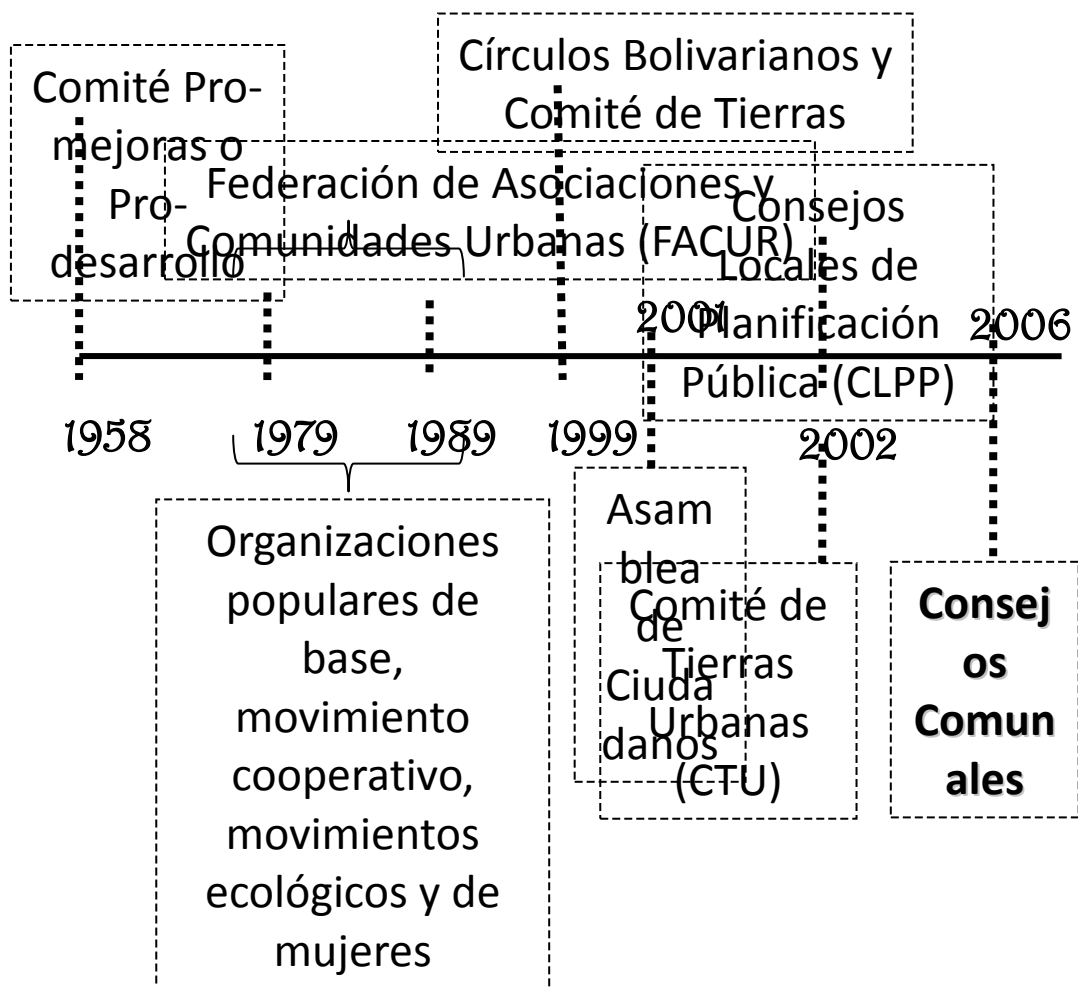 Comité Pro-
mejoras o
Pro-
desarrollo
Círculos Bolivarianos y
Comité de Tierras
Federación de Asociaciones y
Comunidades Urbanas (FACUR)
Consejos
Locales de
Planificación
Pública (CLPP)
2001
2006
1958
1979
1989
1999
2002
Organizaciones
populares de
base,
movimiento
cooperativo,
movimientos
ecológicos y de
mujeres
Asam
blea
de
Ciuda
danos
Comité de
Tierras
Urbanas
(CTU)
Consej
os
Comun
ales